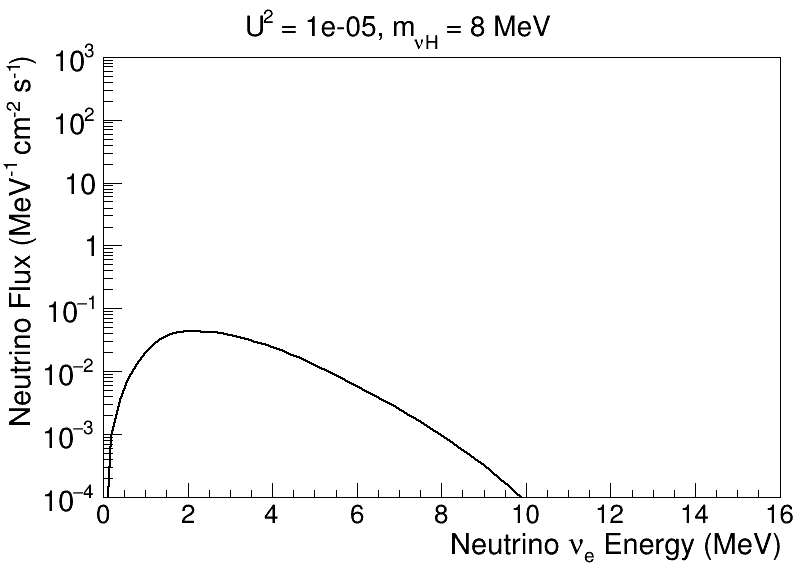 U² = 1e-05, m_νH = 8 MeV
Neutrino Flux (MeV⁻¹ cm⁻² s⁻¹)
10³
10²
10
1
10⁻¹
10⁻²
10⁻³
10⁻⁴
0 2 4 6 8 10 12 14 16
Neutrino νₑ Energy (MeV)